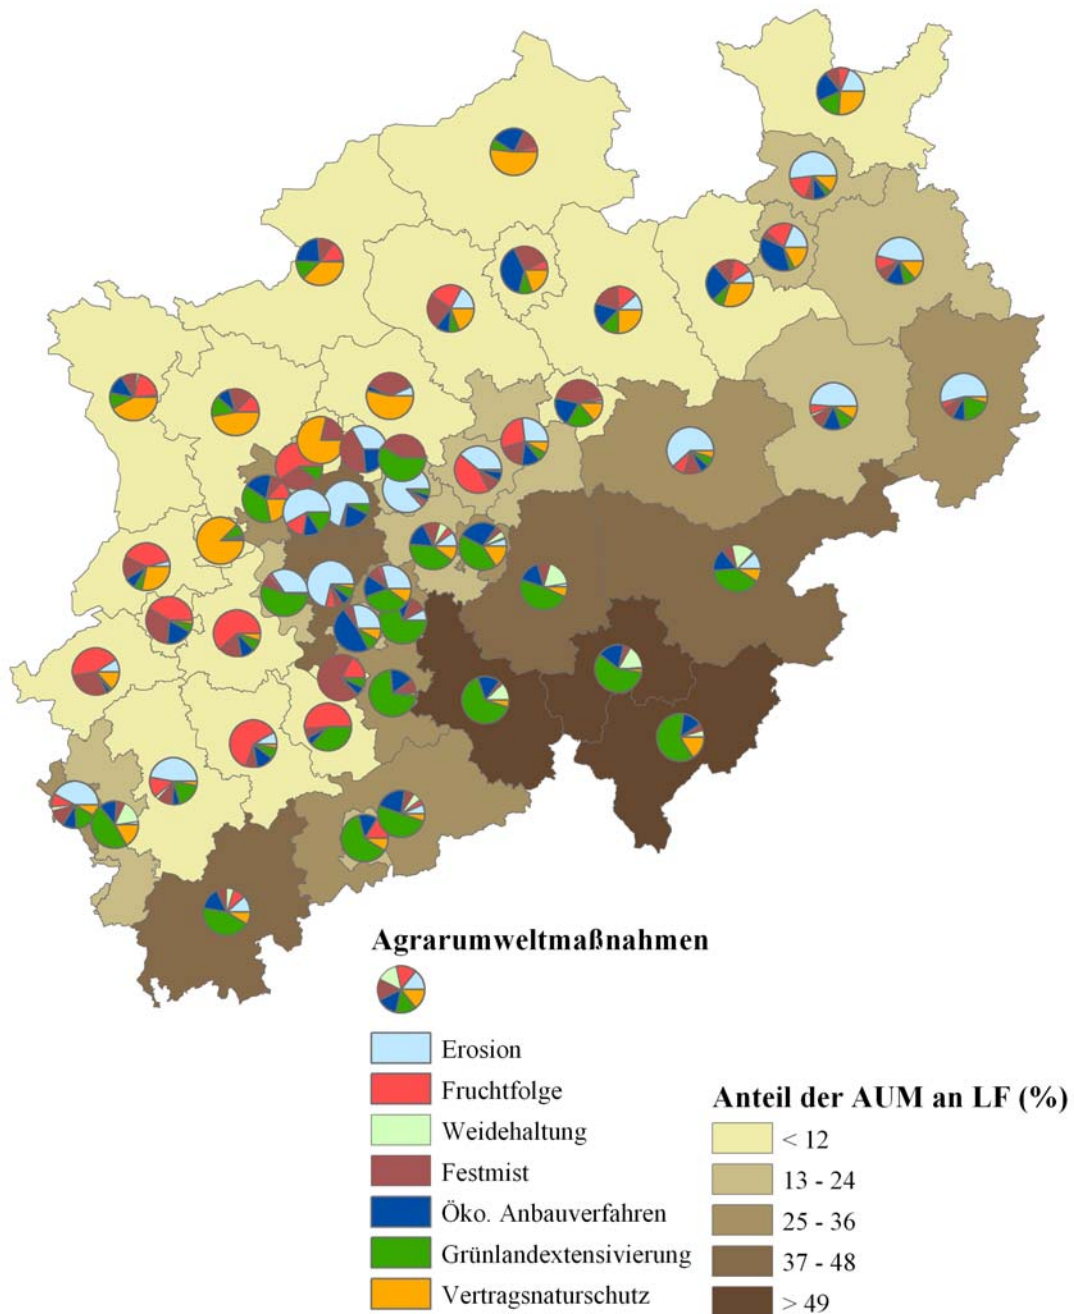 Agrarumweltmaßnahmen
Erosion
Fruchtfolge
Weidehaltung
Festmist
Öko. Anbauverfahren
Grünlandextensivierung
Vertragsnaturschutz
Anteil der AUM an LF (%)
< 12
13 - 24
25 - 36
37 - 48
> 49